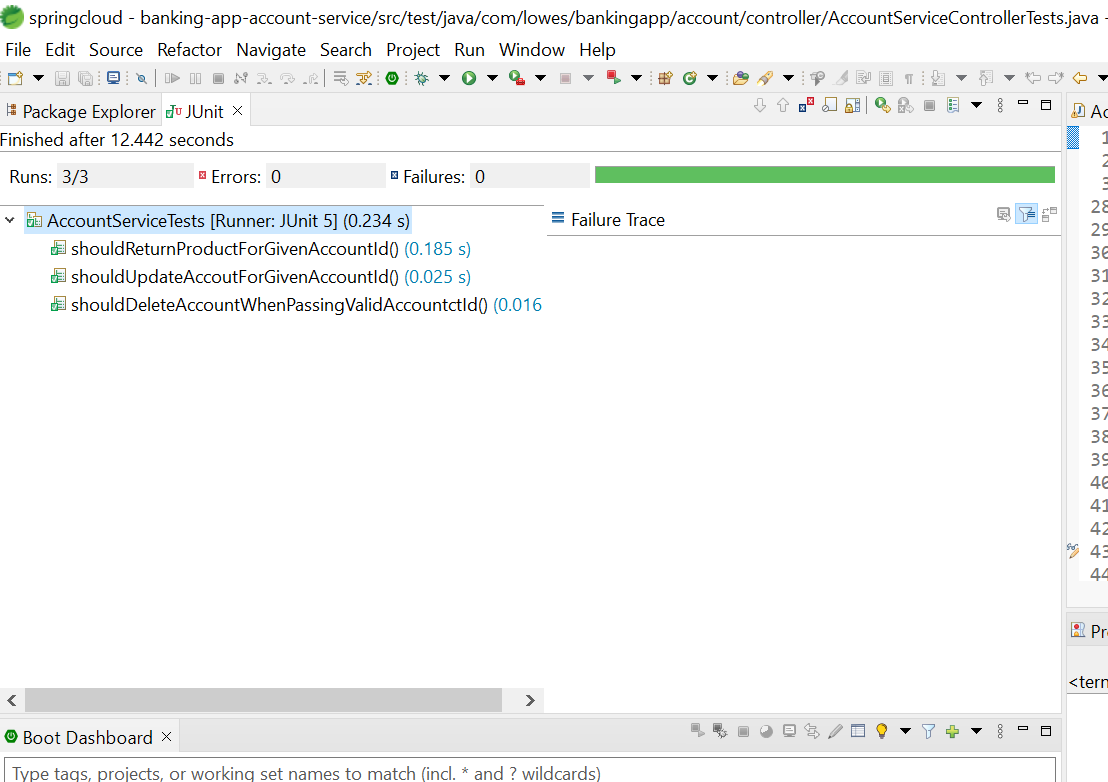 springcloud - banking-app-account-service/src/test/java/com/lowes/bankingapp/account/controller/AccountServiceControllerTests.java -
File Edit Source Refactor Navigate Search Project Run Window Help
Package Explorer JUnit
Finished after 12.442 seconds
Runs: 3/3 Errors: 0 Failures: 0
AccountServiceTests [Runner: JUnit 5] (0.234 s)
Failure Trace
shouldReturnProductForGivenAccountId() (0.185 s)
shouldUpdateAccoutForGivenAccountId() (0.025 s)
shouldDeleteAccountWhenPassingValidAccountctId() (0.016
Ac
1
2
3
28
29
30
31
32
33
34
35
36
37
38
39
40
41
42
43
44
Pro
<tern
Boot Dashboard
Type tags, projects, or working set names to match (incl. * and ? wildcards)